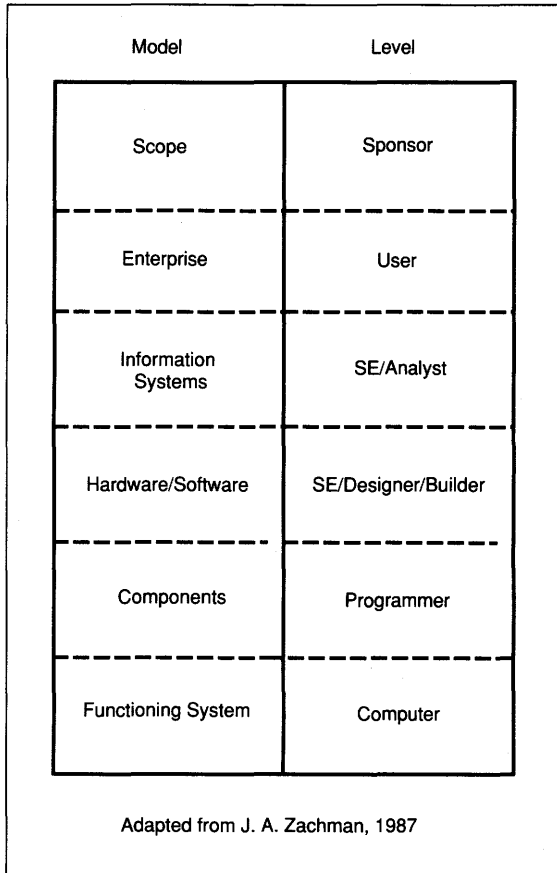 Model Level
Scope Sponsor
Enterprise User
Information
Systems SE/Analyst
Hardware/Software SE/Designer/Builder
Components Programmer
Functioning System Computer
Adapted from J. A. Zachman, 1987